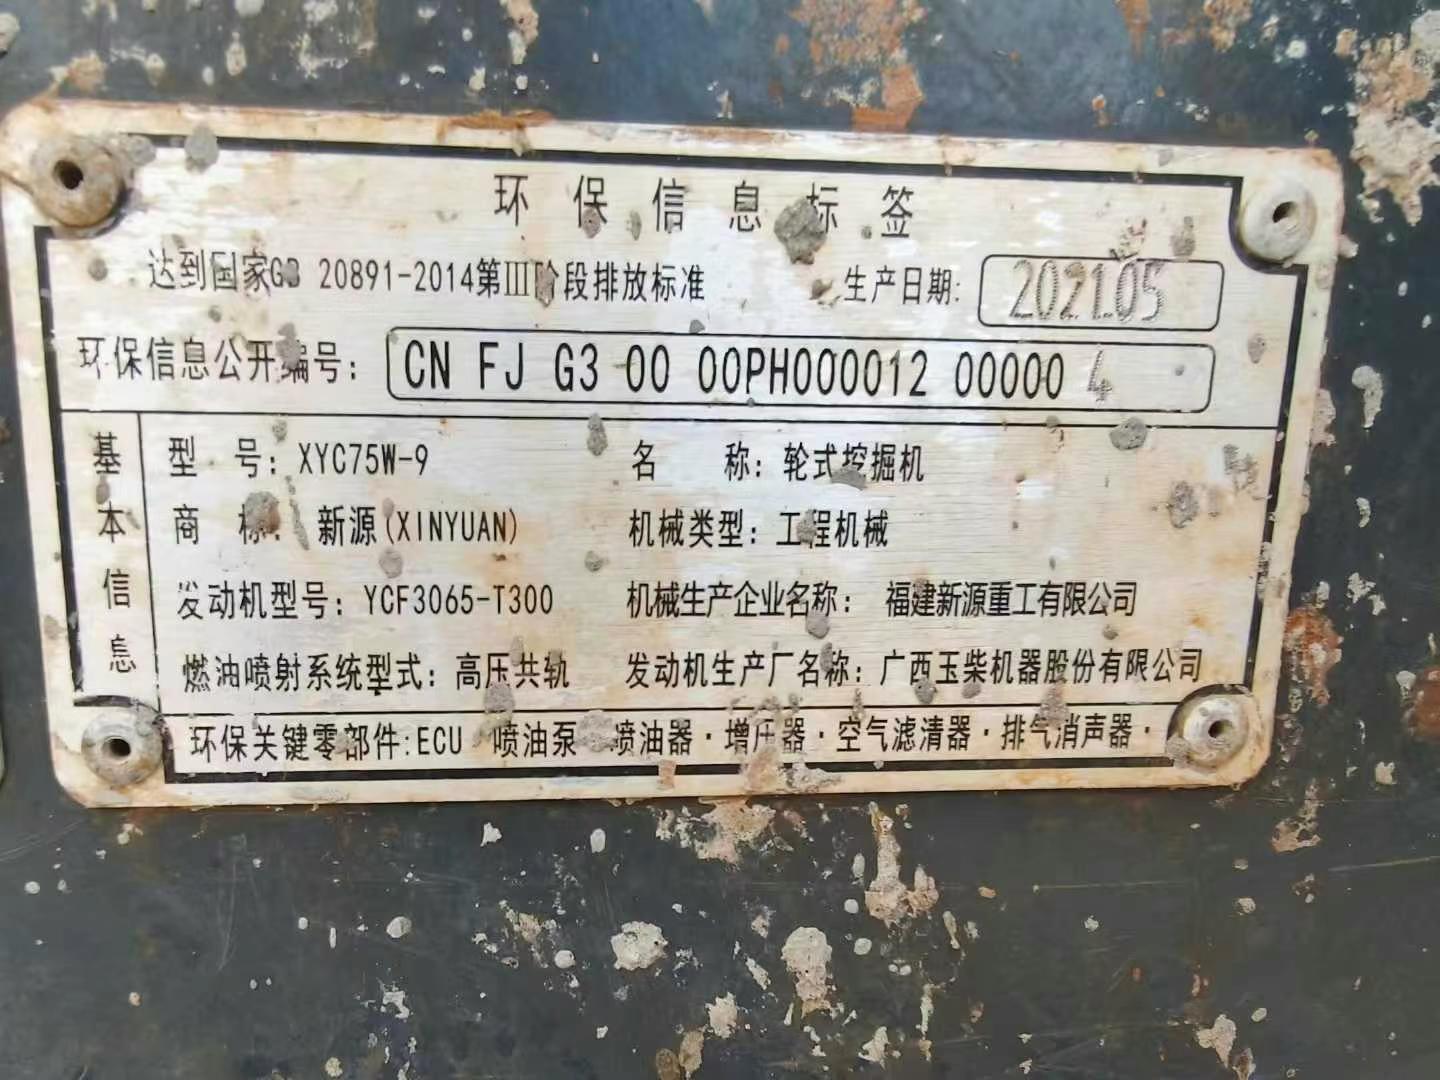 环保信息标签
达到国家GB 20891-2014第III阶段排放标准 生产日期: 2021.05
环保信息公开编号: CN FJ G3 00 00PH000012 000004
基本信息
型号: XYC75W-9 名称: 轮式挖掘机
商标: 新源(XINYUAN) 机械类型: 工程机械
发动机型号: YCF3065-T300 机械生产企业名称: 福建新源重工有限公司
燃油喷射系统型式: 高压共轨 发动机生产厂名称: 广西玉柴机器股份有限公司
环保关键零部件:ECU 喷油泵 喷油器·增压器·空气滤清器·排气消声器·